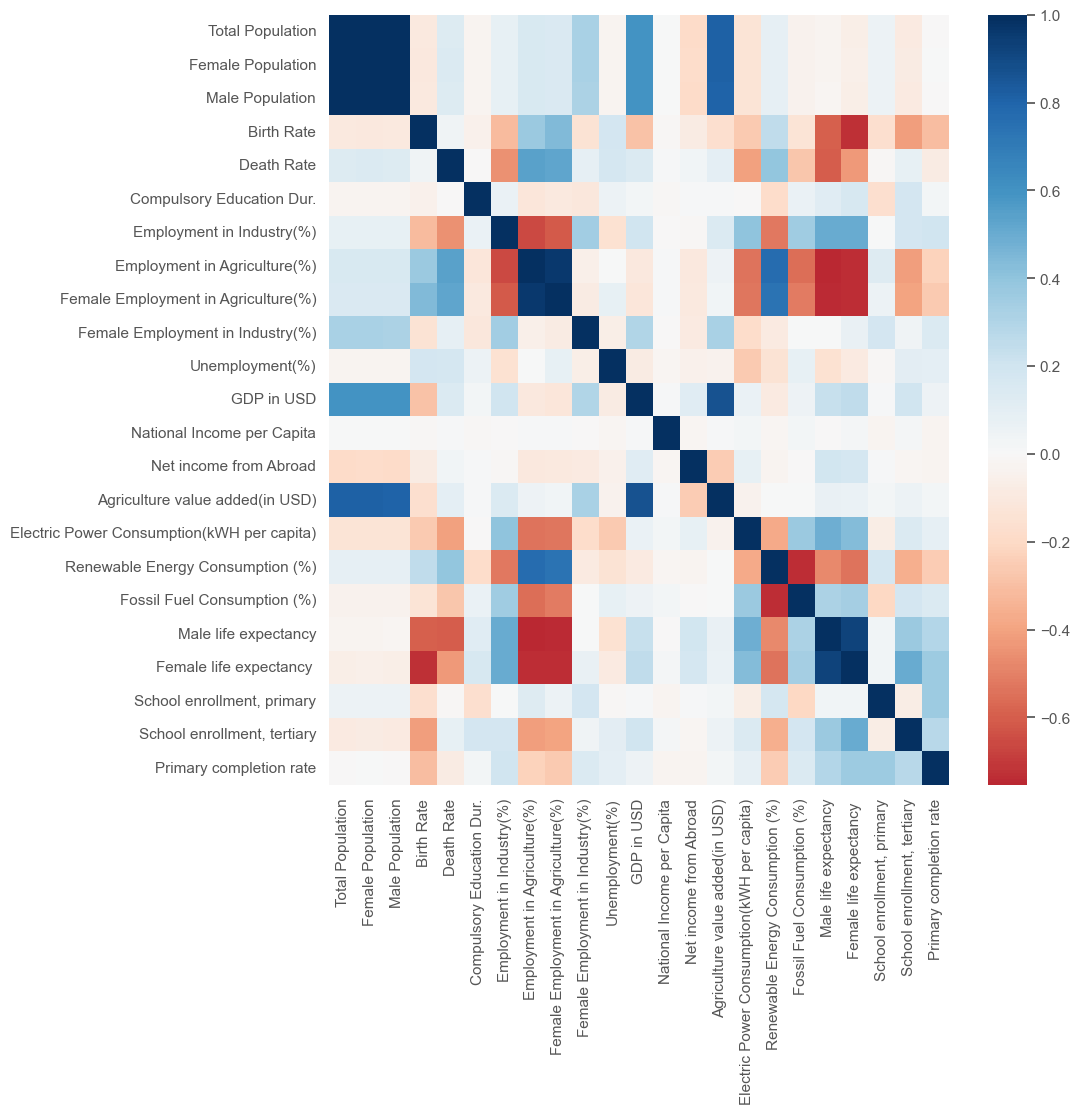 Total Population
Female Population
Male Population
Birth Rate
Death Rate
Compulsory Education Dur.
Employment in Industry(%)
Employment in Agriculture(%)
Female Employment in Agriculture(%)
Female Employment in Industry(%)
Unemployment(%)
GDP in USD
National Income per Capita
Net income from Abroad
Agriculture value added(in USD)
Electric Power Consumption(kWH per capita)
Renewable Energy Consumption (%)
Fossil Fuel Consumption (%)
Male life expectancy
Female life expectancy
School enrollment, primary
School enrollment, tertiary
Primary completion rate
Total Population
Female Population
Male Population
Birth Rate
Death Rate
Compulsory Education Dur.
Employment in Industry(%)
Employment in Agriculture(%)
Female Employment in Agriculture(%)
Female Employment in Industry(%)
Unemployment(%)
GDP in USD
National Income per Capita
Net income from Abroad
Agriculture value added(in USD)
Electric Power Consumption(kWH per capita)
Renewable Energy Consumption (%)
Fossil Fuel Consumption (%)
Male life expectancy
Female life expectancy
School enrollment, primary
School enrollment, tertiary
Primary completion rate
1.0
0.8
0.6
0.4
0.2
0.0
−0.2
−0.4
−0.6